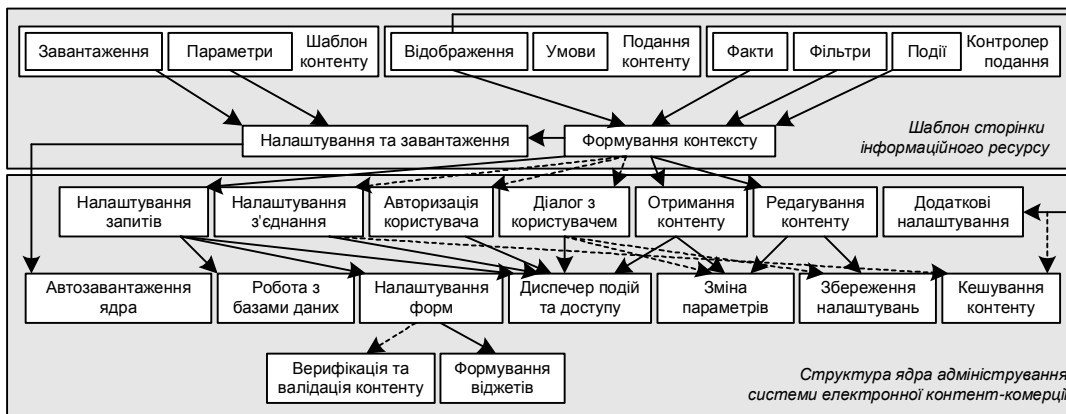 Завантаження
Параметри
Шаблон
контенту
Відображення
Умови
Подання
контенту
Факти
Фільтри
Події
Контролер
подання
Налаштування та завантаження
Формування контексту
Шаблон сторінки
інформаційного ресурсу
Налаштування
запитів
Налаштування
з'єднання
Авторизація
користувача
Діалог з
користувачем
Отримання
контенту
Редагування
контенту
Додаткові
налаштування
Автозавантаження
ядра
Робота з
базами даних
Налаштування
форм
Диспечер подій
та доступу
Зміна
параметрів
Збереження
налаштувань
Кешування
контенту
Верифікація та
валідація контенту
Формування
віджетів
Структура ядра адміністрування
системи електронної контент-комерції